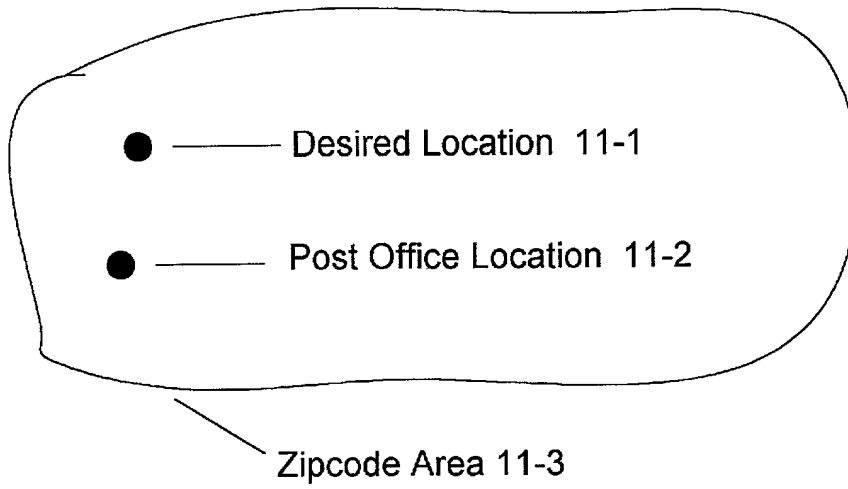 Desired Location 11-1
Post Office Location 11-2
Zipcode Area 11-3